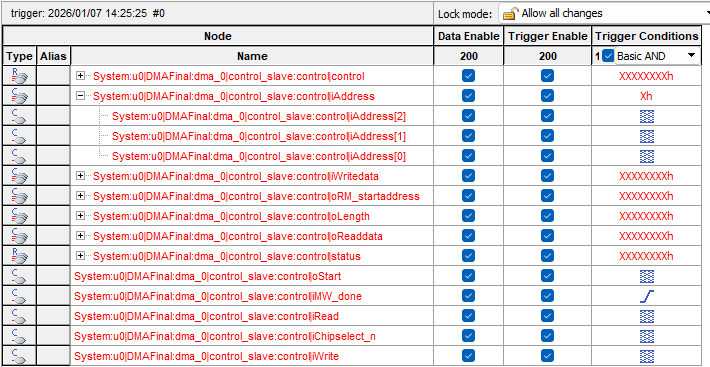 trigger: 2026/01/07 14:25:25 #0 Lock mode: Allow all changes
Node Data Enable Trigger Enable Trigger Conditions
Type Alias Name 200 200 1 Basic AND
R System:u0|DMAFinal:dma_0|control_slave:control|control XXXXXXXXh
C System:u0|DMAFinal:dma_0|control_slave:control|iAddress Xh
C System:u0|DMAFinal:dma_0|control_slave:control|iAddress[2]
C System:u0|DMAFinal:dma_0|control_slave:control|iAddress[1]
C System:u0|DMAFinal:dma_0|control_slave:control|iAddress[0]
C System:u0|DMAFinal:dma_0|control_slave:control|iWritedata XXXXXXXXh
C System:u0|DMAFinal:dma_0|control_slave:control|oRM_startaddress XXXXXXXXh
C System:u0|DMAFinal:dma_0|control_slave:control|oLength XXXXXXXXh
C System:u0|DMAFinal:dma_0|control_slave:control|oReaddata XXXXXXXXh
R System:u0|DMAFinal:dma_0|control_slave:control|status XXXXXXXXh
C System:u0|DMAFinal:dma_0|control_slave:control|oStart
C System:u0|DMAFinal:dma_0|control_slave:control|iMW_done
C System:u0|DMAFinal:dma_0|control_slave:control|iRead
C System:u0|DMAFinal:dma_0|control_slave:control|iChipselect_n
C System:u0|DMAFinal:dma_0|control_slave:control|iWrite